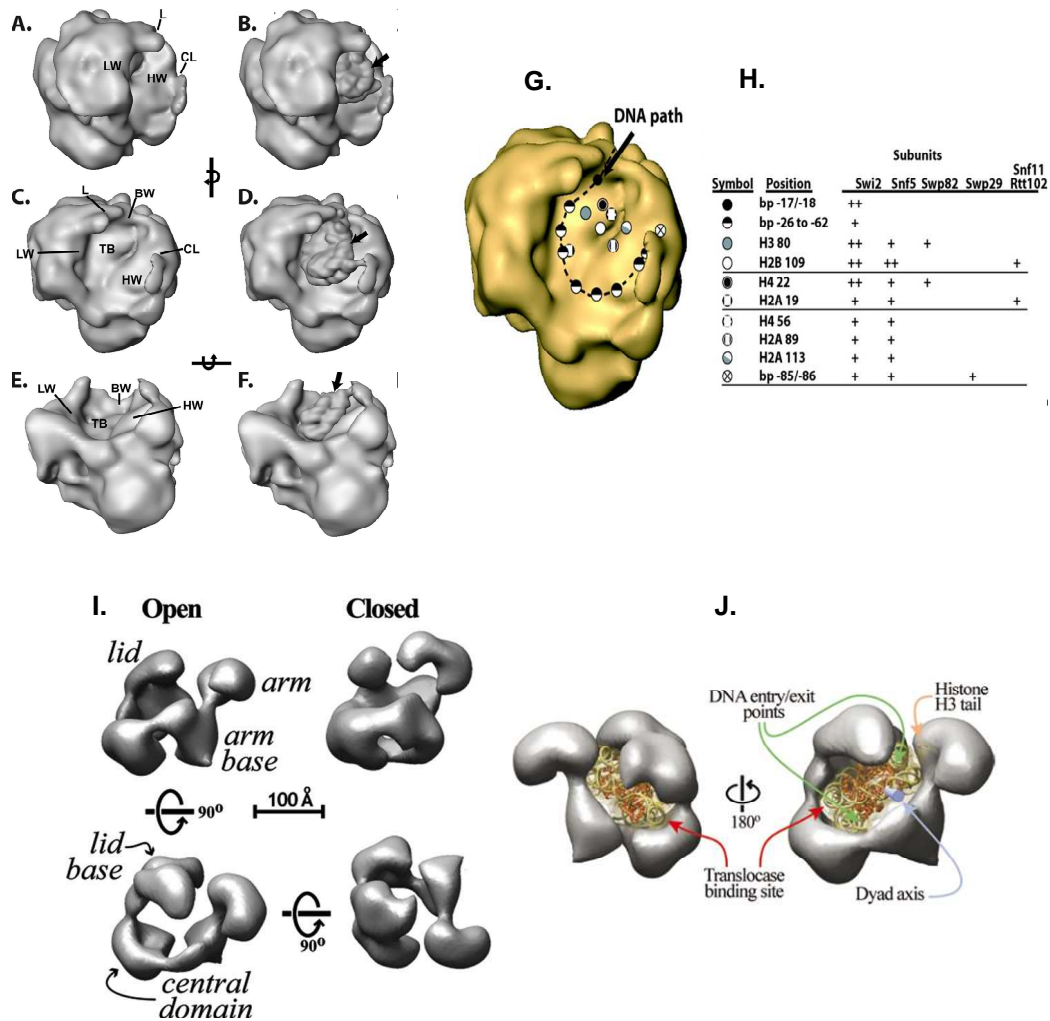 A.
L
LW
HW
CL
B.
C.
L
BW
LW
TB
CL
HW
D.
E.
LW
BW
TB
HW
F.
G.
DNA path
H.
Subunits
Symbol Position Swi2 Snf5 Swp82 Swp29 Snf11 Rtt102
bp -17/-18 ++
bp -26 to -62 +
H3 80 ++ + +
H2B 109 ++ ++ +
H4 22 ++ + +
H2A 19 + + +
H4 56 + +
H2A 89 + +
H2A 113 + +
bp -85/-86 + + +
I.
Open Closed
lid
arm
arm
base
90º
100 Å
lid
base
90º
central
domain
J.
DNA entry/exit
points
Histone
H3 tail
180º
Translocase
binding site
Dyad axis